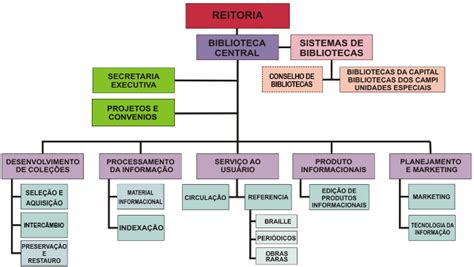 REITORIA
BIBLIOTECA
CENTRAL
SISTEMAS DE
BIBLIOTECAS
SECRETARIA
EXECUTIVA
CONSELHO DE
BIBLIOTECAS
BIBLIOTECAS DA CAPITAL
BIBLIOTECAS DOS CAMPI
UNIDADES ESPECIAIS
PROJETOS E
CONVENIOS
DESENVOLVIMENTO
DE COLEÇÕES
PROCESSAMENTO
DA INFORMAÇÃO
SERVIÇO AO
USUÁRIO
PRODUTO
INFORMACIONAIS
PLANEJAMENTO
E MARKETING
SELEÇÃO E
AQUISIÇÃO
INTERCÂMBIO
PRESERVAÇÃO E
RESTAURO
MATERIAL
INFORMACIONAL
INDEXAÇÃO
CIRCULAÇÃO
REFERENCIA
BRAILLE
PERIÓDICOS
OBRAS
RARAS
EDIÇÃO DE
PRODUTOS
INFORMACIONAIS
MARKETING
TECNOLOGIA DA
INFORMAÇÃO